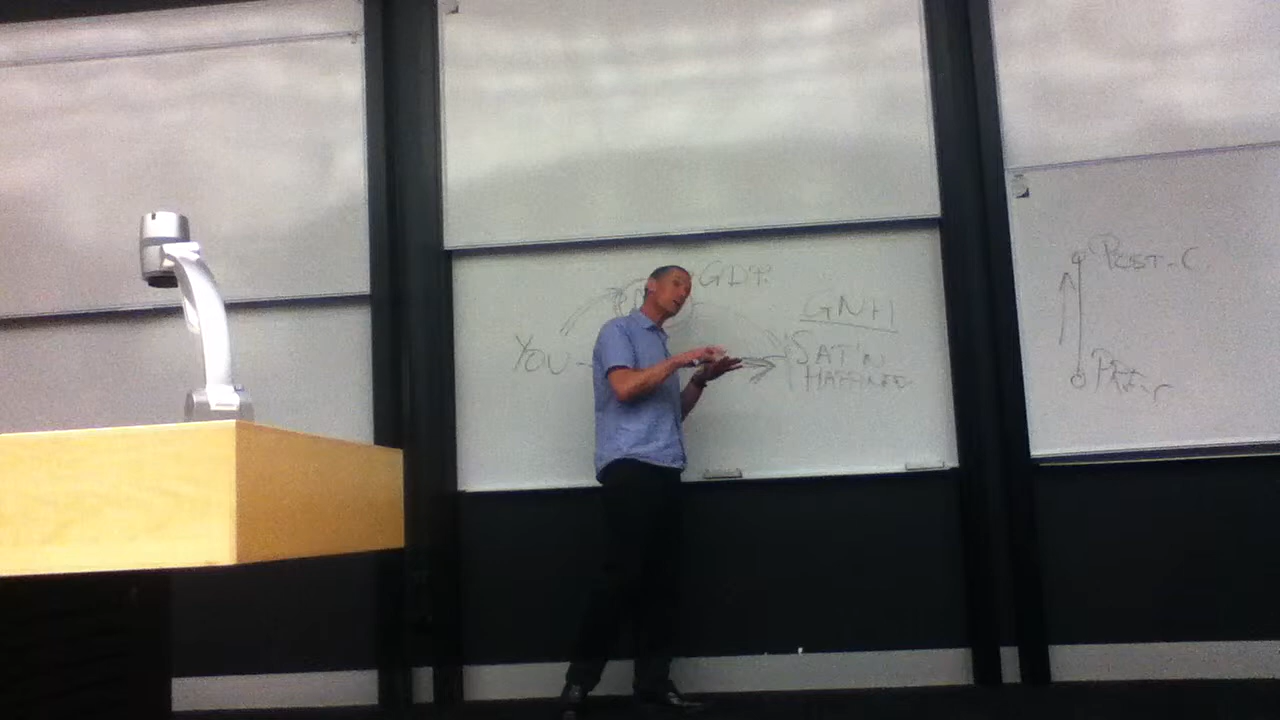 GDP
GNH
YOU
SAT'N
HAPPINESS
POST-C
PRE-C